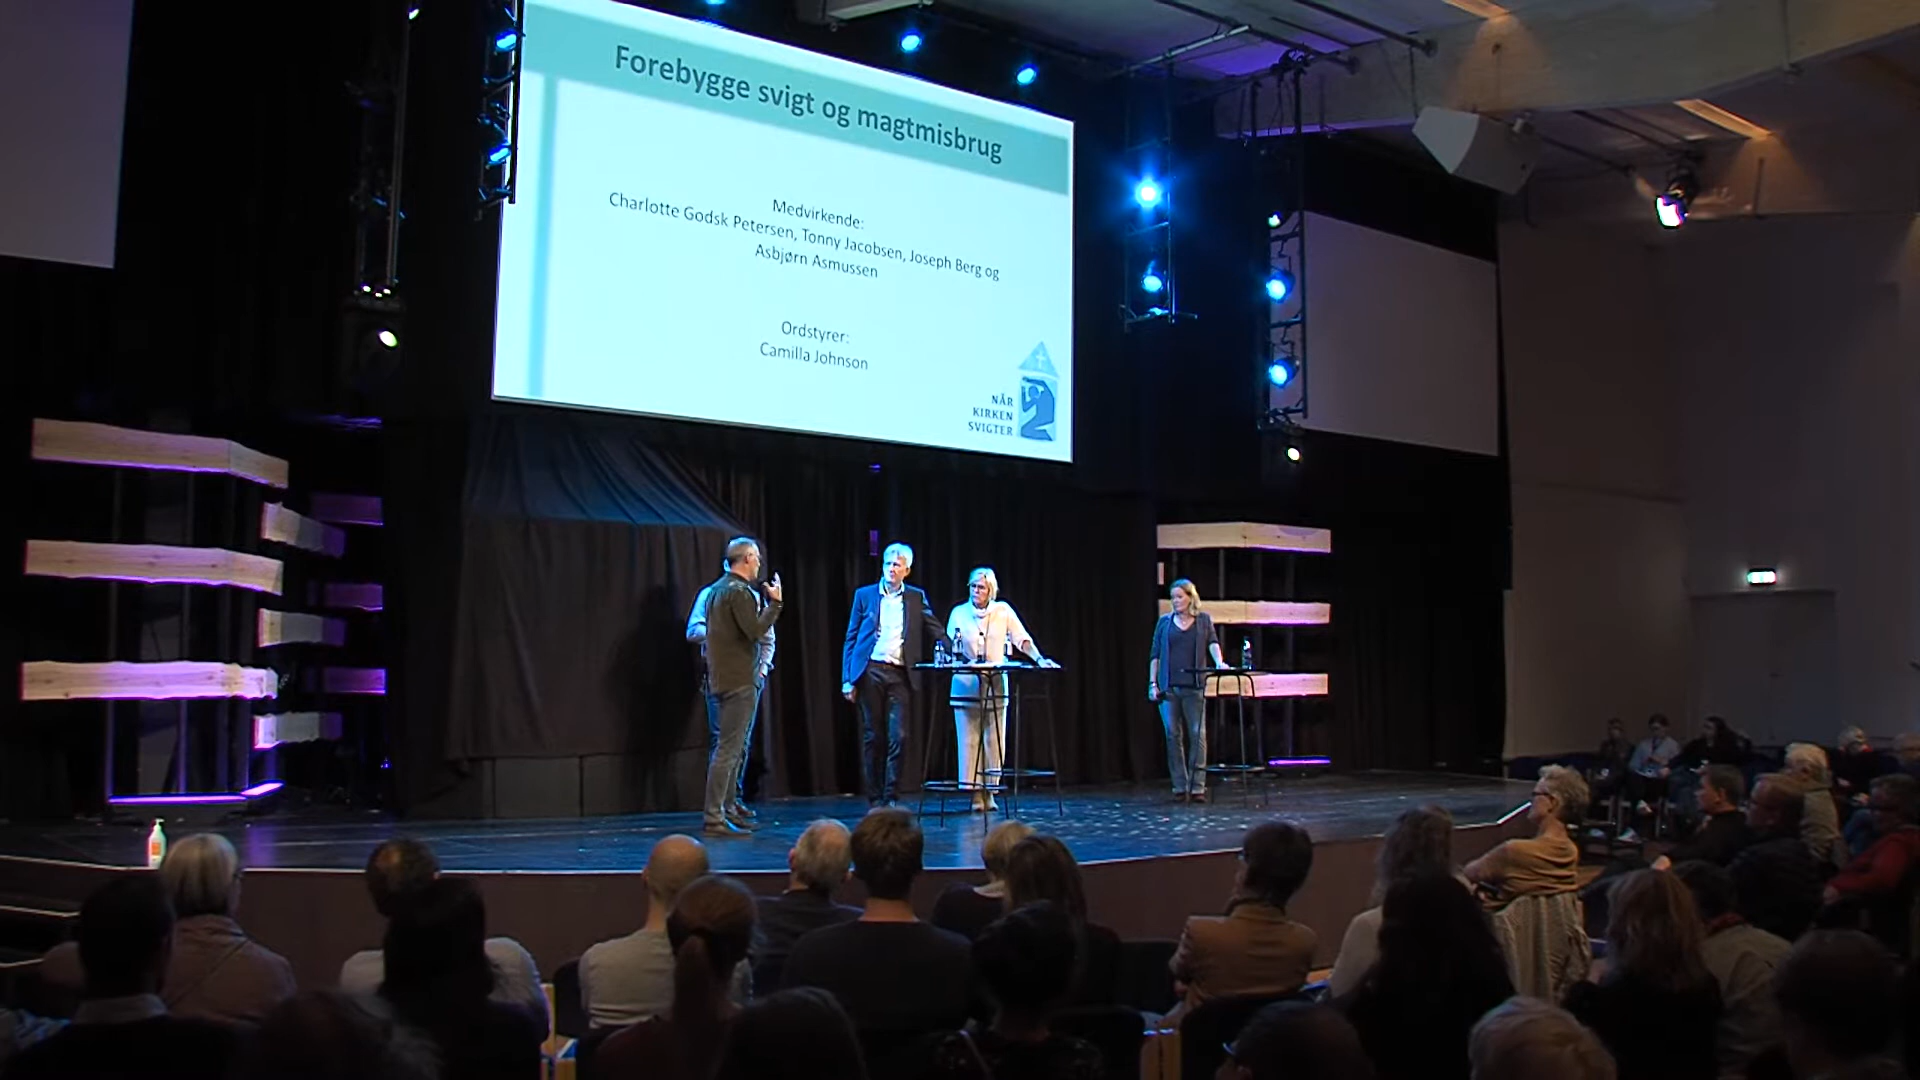 Forebygge svigt og magtmisbrug
Medvirkende:
Charlotte Godsk Petersen, Tonny Jacobsen, Joseph Berg og
Asbjørn Asmussen
Ordstyrer:
Camilla Johnson
NÅR
KIRKEN
SVIGTER